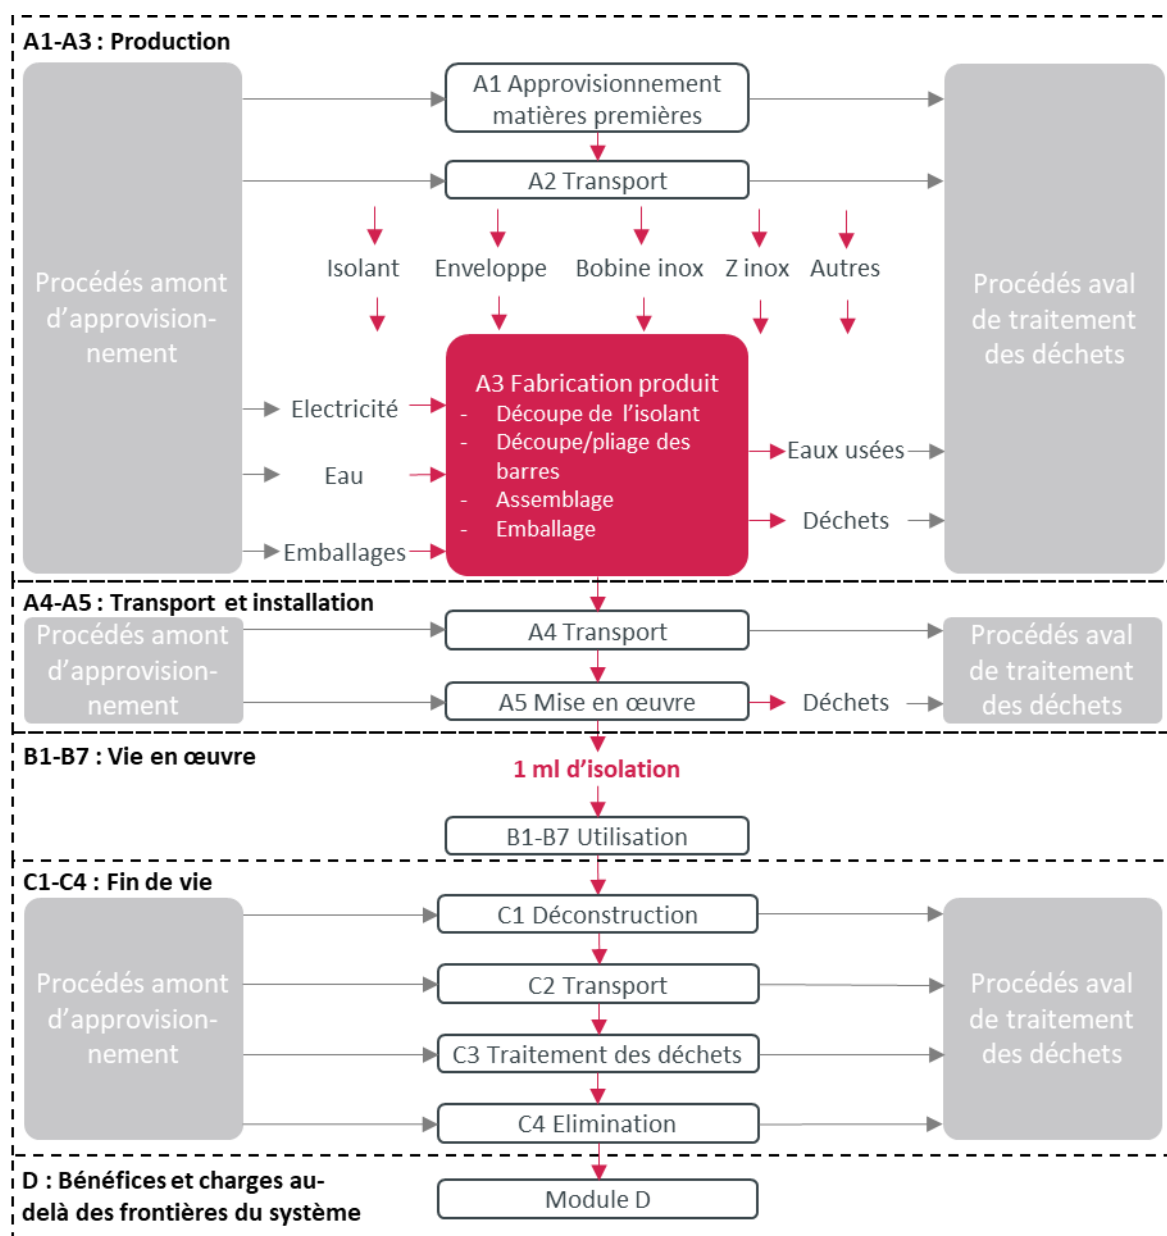 A1-A3 : Production
A1 Approvisionnement
matières premières
A2 Transport
Isolant
Enveloppe
Bobine inox
Z inox
Autres
Procédés amont
d’approvision-
nement
Procédés aval
de traitement
des déchets
A3 Fabrication produit
- Découpe de l’isolant
- Découpe/pliage des
barres
- Assemblage
- Emballage
Electricité
Eau
Emballages
Eaux usées
Déchets
A4-A5 : Transport et installation
Procédés amont
d’approvision-
nement
A4 Transport
A5 Mise en œuvre
Déchets
Procédés aval
de traitement
des déchets
B1-B7 : Vie en œuvre
1 ml d’isolation
B1-B7 Utilisation
C1-C4 : Fin de vie
Procédés amont
d’approvision-
nement
C1 Déconstruction
C2 Transport
C3 Traitement des déchets
C4 Elimination
Procédés aval
de traitement
des déchets
D : Bénéfices et charges au-
delà des frontières du système
Module D